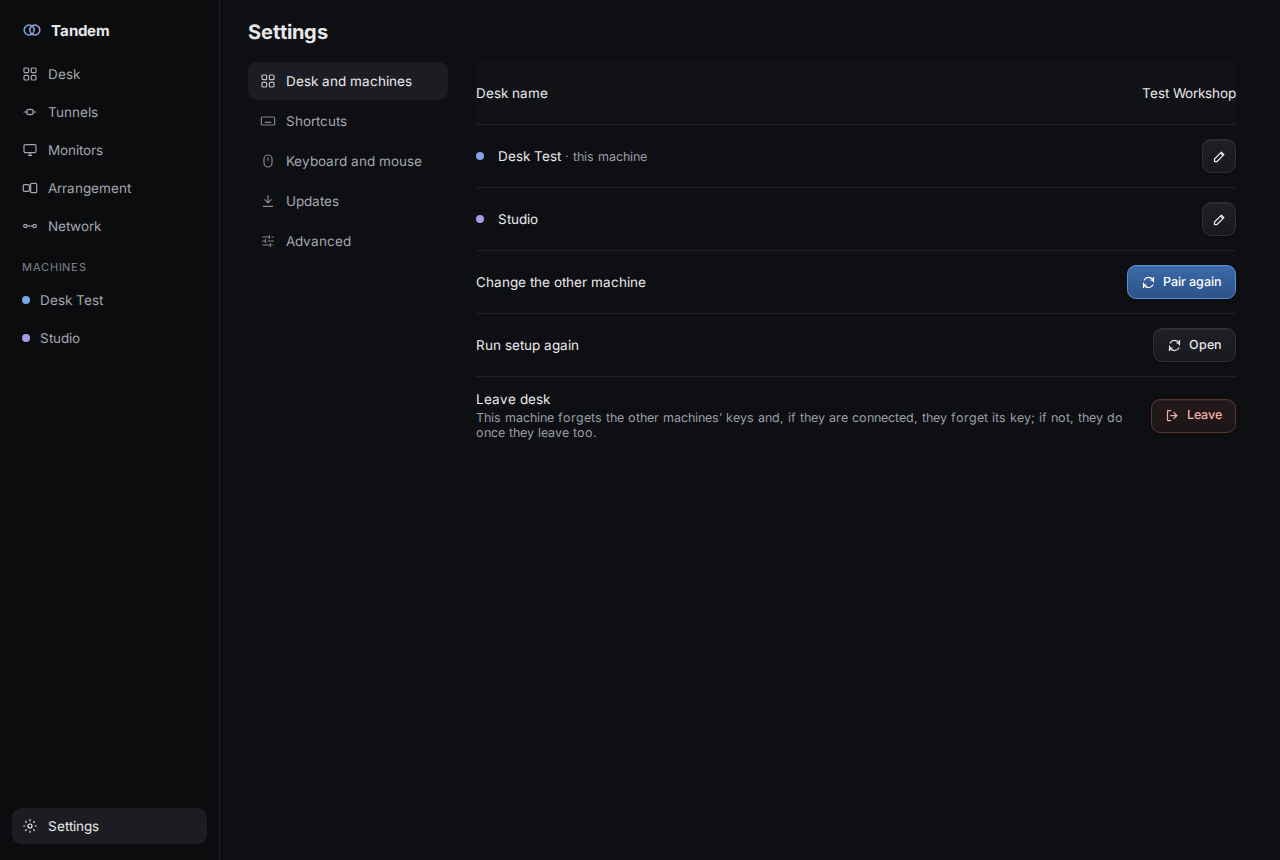 Tandem
Desk
Tunnels
Monitors
Arrangement
Network
MACHINES
Desk Test
Studio
Settings
Settings
Desk and machines
Shortcuts
Keyboard and mouse
Updates
Advanced
Desk name
Test Workshop
Desk Test · this machine
Studio
Change the other machine
Pair again
Run setup again
Open
Leave desk
This machine forgets the other machines’ keys and, if they are connected, they forget its key; if not, they do
once they leave too.
Leave